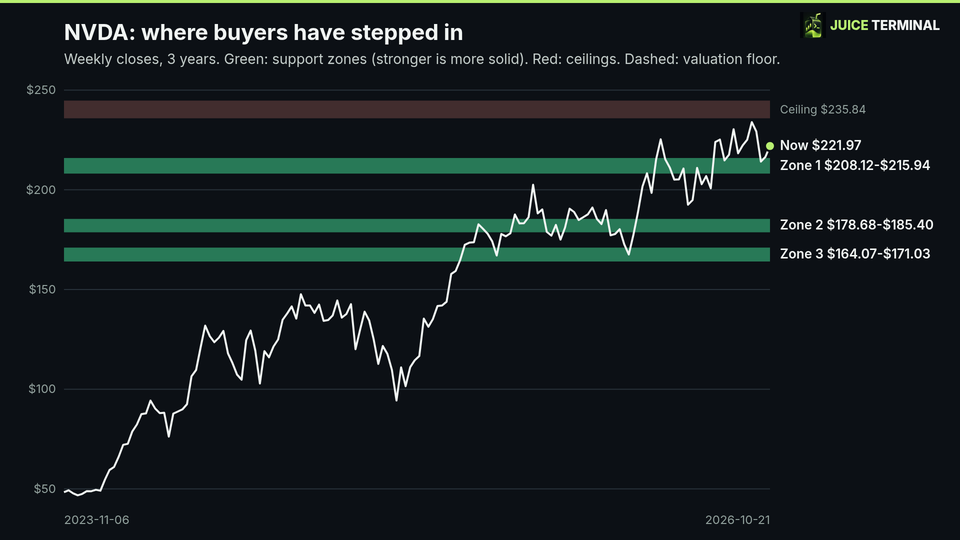 NVDA: where buyers have stepped in
JUICE TERMINAL
Weekly closes, 3 years. Green: support zones (stronger is more solid). Red: ceilings. Dashed: valuation floor.
$250
Ceiling $235.84
Now $221.97
Zone 1 $208.12-$215.94
$200
Zone 2 $178.68-$185.40
Zone 3 $164.07-$171.03
$150
$100
$50
2023-11-06
2026-10-21